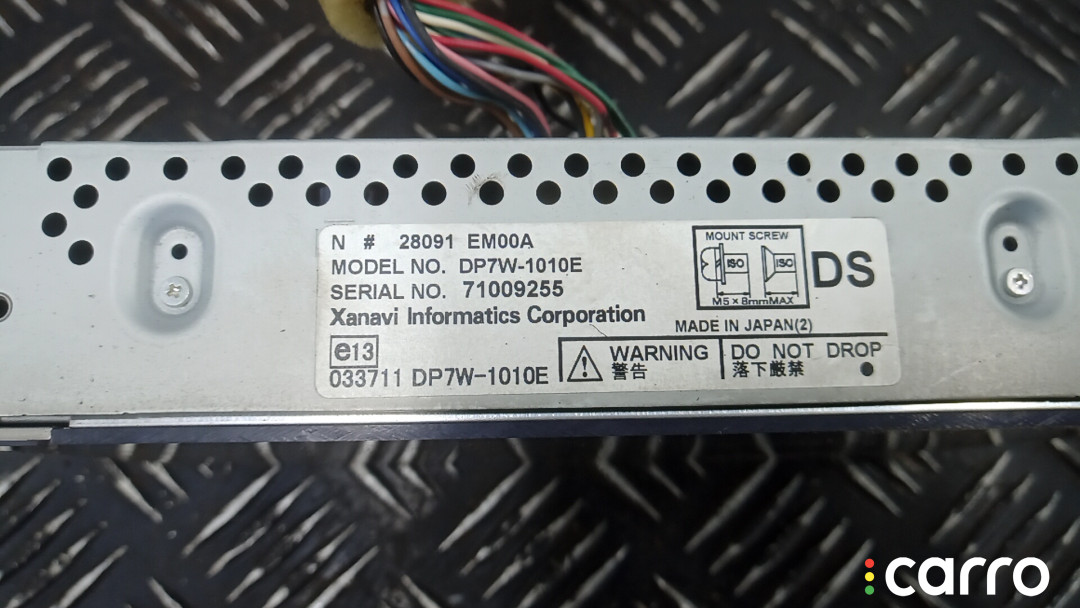 N # 28091 EM00A
MODEL NO. DP7W-1010E
SERIAL NO. 71009255
Xanavi Informatics Corporation
MOUNT SCREW
ISO ISO
M5×8mmMAX
DS
MADE IN JAPAN(2)
e13
033711 DP7W-1010E
WARNING
警告
DO NOT DROP
落下厳禁
carro